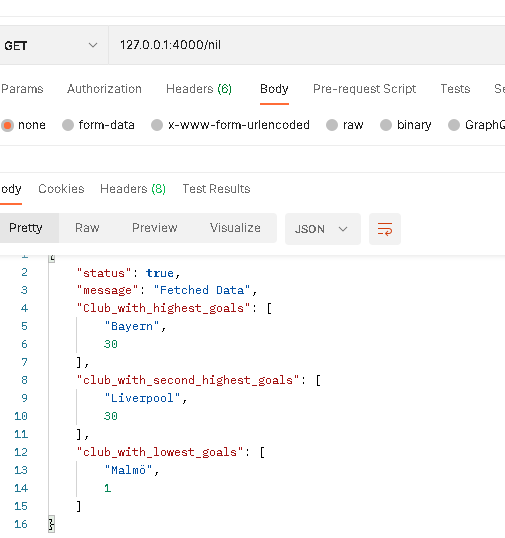 GET 127.0.0.1:4000/nil
Params Authorization Headers (6) Body Pre-request Script Tests
none form-data x-www-form-urlencoded raw binary
Cookies Headers (8) Test Results
Pretty Raw Preview Visualize JSON
1 {
2 "status": true,
3 "message": "Fetched Data",
4 "Club_with_highest_goals": [
5 "Bayern",
6 30
7 ],
8 "club_with_second_highest_goals": [
9 "Liverpool",
10 30
11 ],
12 "club_with_lowest_goals": [
13 "Malmö",
14 1
15 ]
16 }